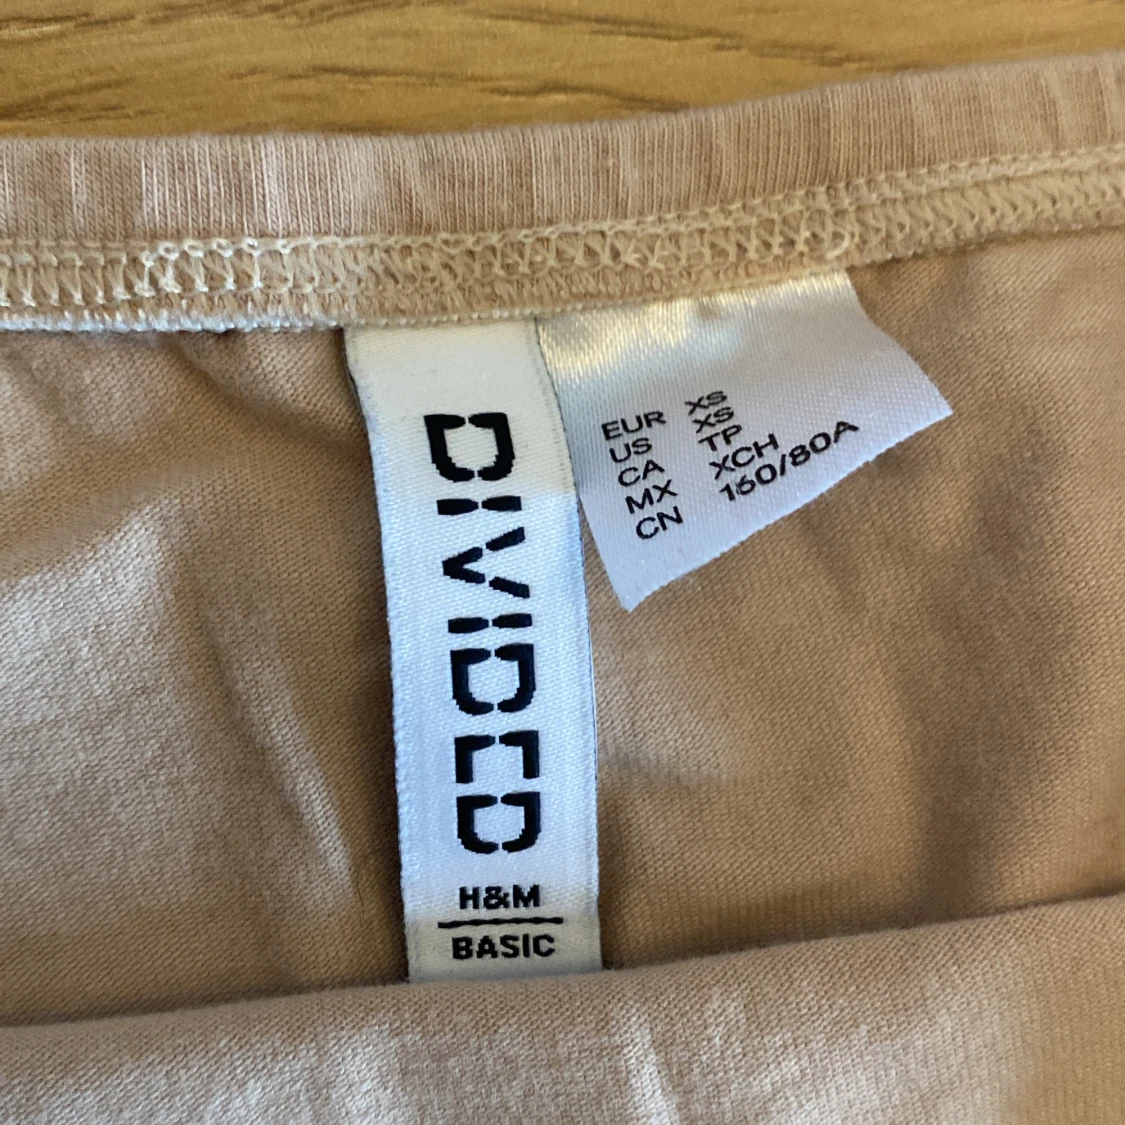 DIVIDED
H&M
BASIC
EUR XS
US XS
CA TP
MX XCH
CN 160/80A